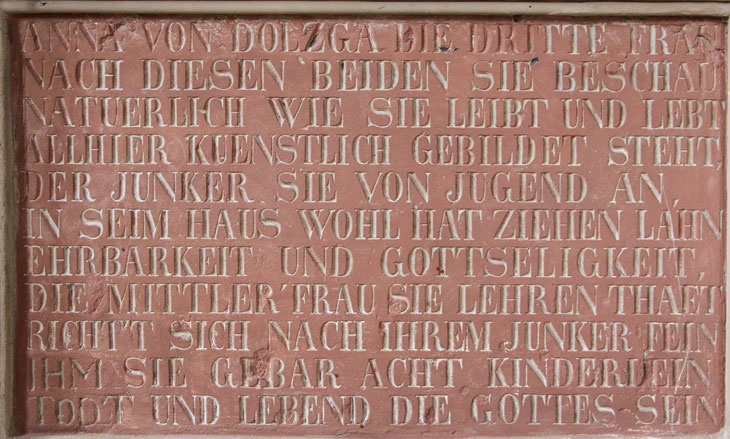 ANNA VON DOLZGA DIE DRITTE FRAU
NACH DIESEN BEIDEN SIE BESCHAU
NATUERLICH WIE SIE LEIBT UND LEBT
ALLHIER KUENSTLICH GEBILDET STEHT,
DER JUNKER SIE VON JUGEND AN,
IN SEIM HAUS WOHL HAT ZIEHEN LAHN
EHRBARKEIT UND GOTTSELIGKEIT,
DIE MITTLER FRAU SIE LEHREN THAET
RICHT'T SICH NACH IHREM JUNKER FEIN
IHM SIE GEBAR ACHT KINDERLEIN
TODT UND LEBEND DIE GOTTES SEIN